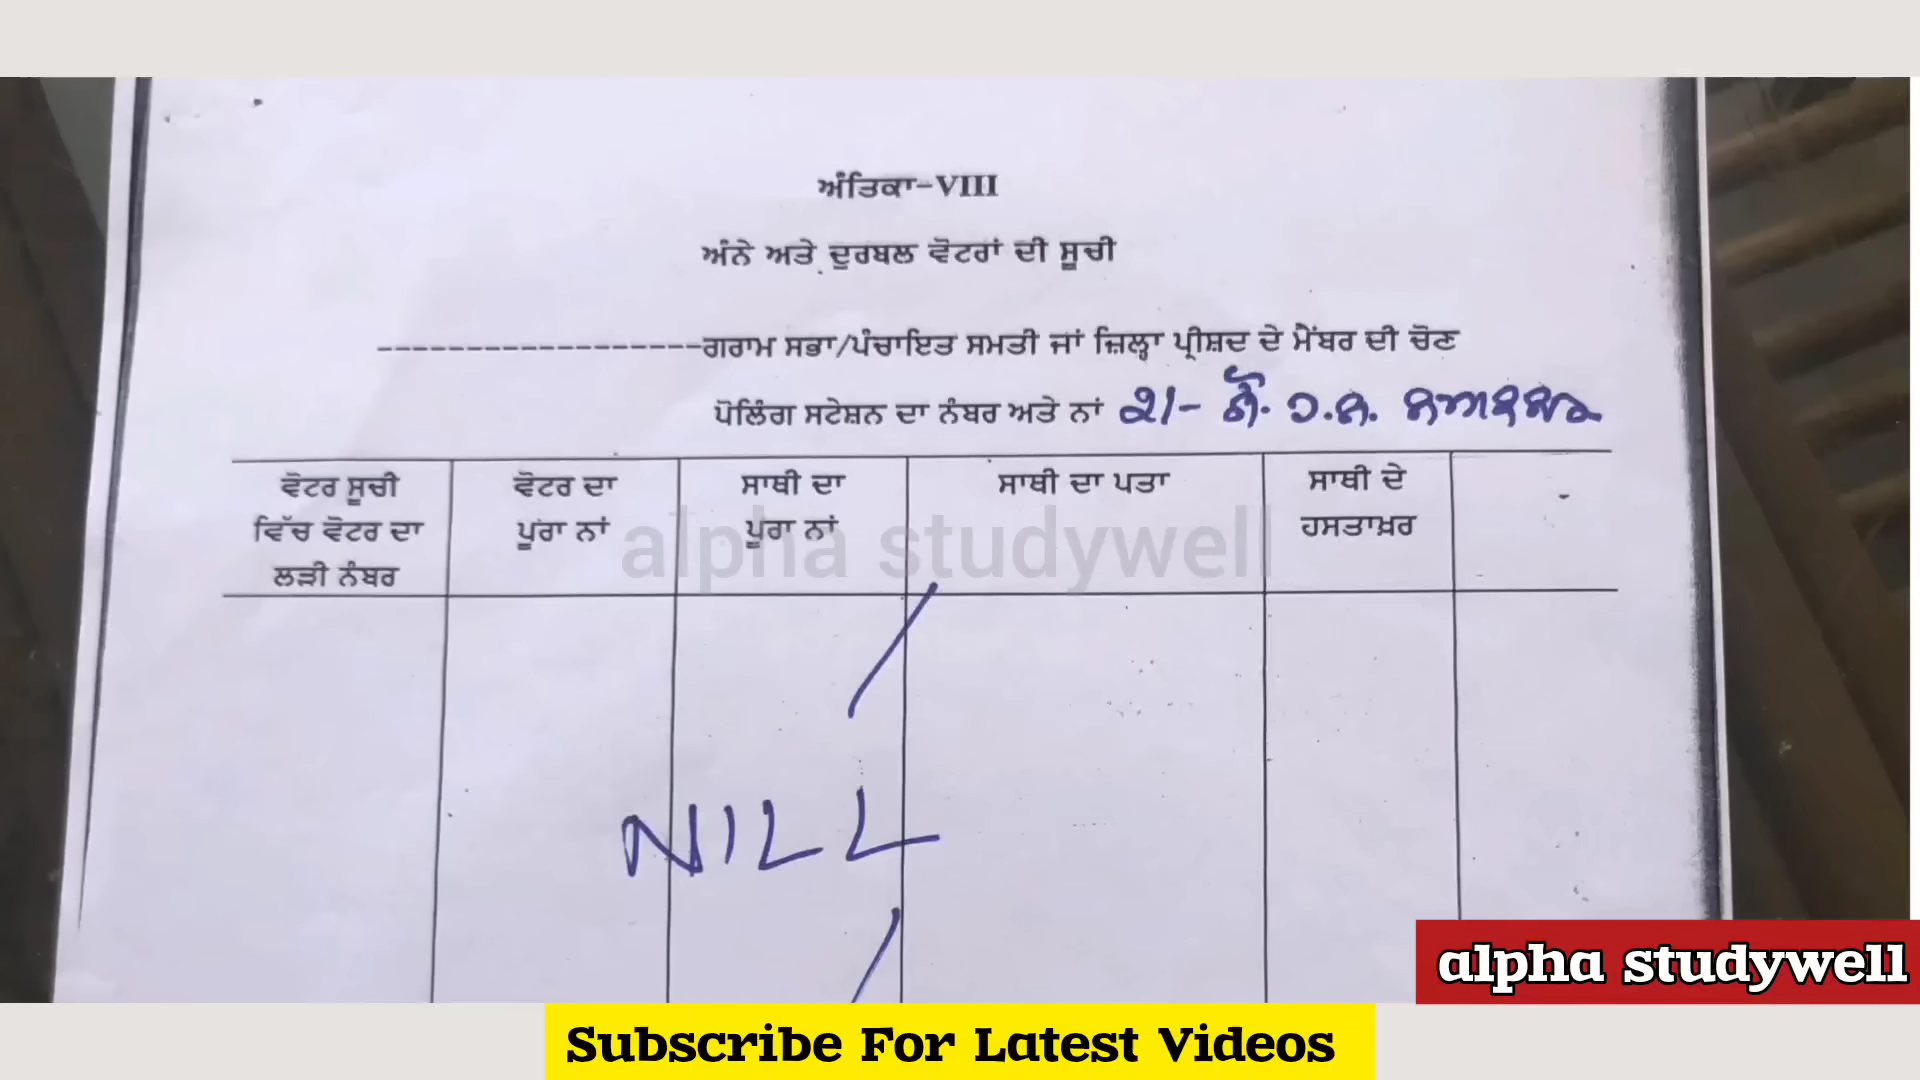 ਅੰਤਿਕਾ-VIII
ਅੰਨੇ ਅਤੇ ਦੁਰਬਲ ਵੋਟਰਾਂ ਦੀ ਸੂਚੀ
------------------ਗਰਾਮ ਸਭਾ/ਪੰਚਾਇਤ ਸਮਤੀ ਜਾਂ ਜ਼ਿਲ੍ਹਾ ਪ੍ਰੀਸ਼ਦ ਦੇ ਮੈਂਬਰ ਦੀ ਚੋਣ
ਪੋਲਿੰਗ ਸਟੇਸ਼ਨ ਦਾ ਨੰਬਰ ਅਤੇ ਨਾਂ 21-
ਵੋਟਰ ਸੂਚੀ
ਵਿੱਚ ਵੋਟਰ ਦਾ
ਲੜੀ ਨੰਬਰ
ਵੋਟਰ ਦਾ
ਪੂਰਾ ਨਾਂ
ਸਾਥੀ ਦਾ
ਪੂਰਾ ਨਾਂ
ਸਾਥੀ ਦਾ ਪਤਾ
ਸਾਥੀ ਦੇ
ਹਸਤਾਖ਼ਰ
alpha studywell
NILL
alpha studywell
Subscribe For Latest Videos